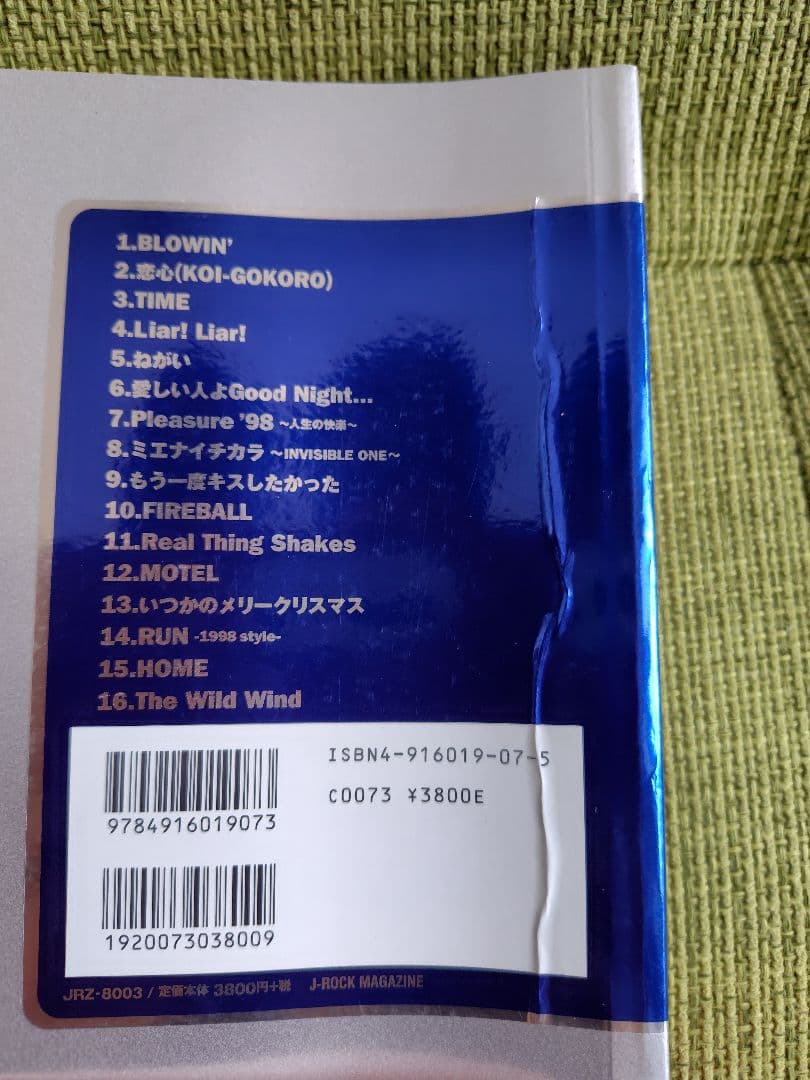 1.BLOWIN'
2.恋心(KOI-GOKORO)
3.TIME
4.Liar! Liar!
5.ねがい
6.愛しい人よGood Night...
7.Pleasure '98 ～人生の快楽～
8.ミエナイチカラ ～INVISIBLE ONE～
9.もう一度キスしたかった
10.FIREBALL
11.Real Thing Shakes
12.MOTEL
13.いつかのメリークリスマス
14.RUN -1998 style-
15.HOME
16.The Wild Wind
ISBN4-916019-07-5
C0073 ¥3800E
9784916019073
1920073038009
JRZ-8003 / 定価本体 3800円+税 J-ROCK MAGAZINE